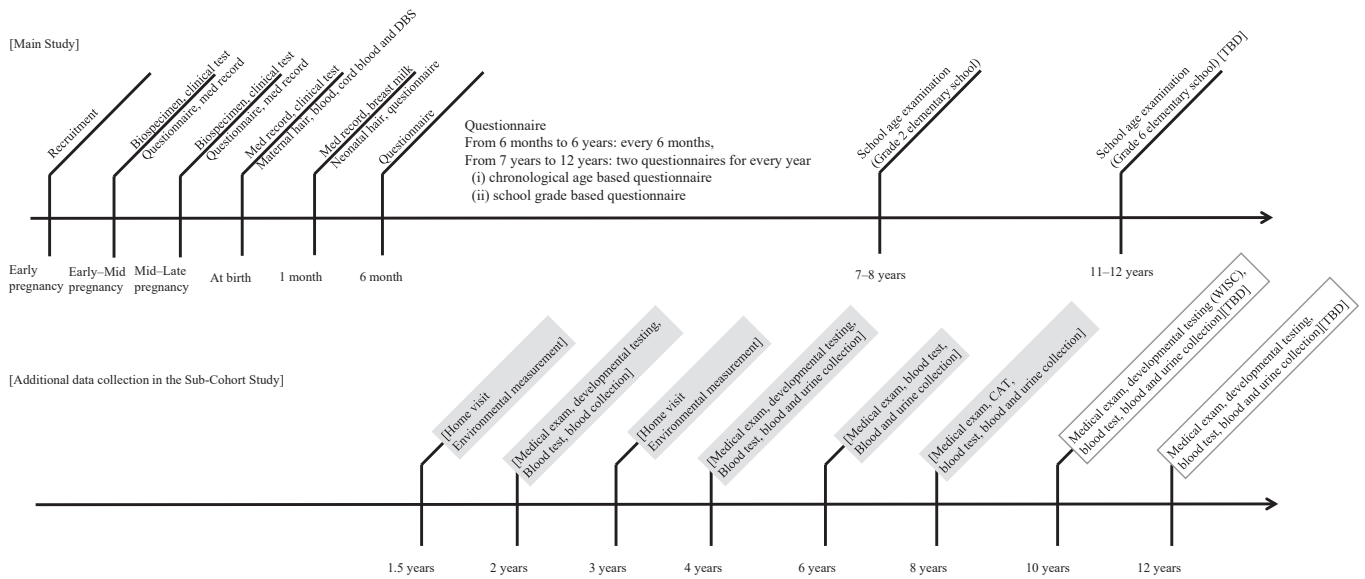 [Main Study]
Recruitment
Biospecimen, clinical test
Questionnaire, med record
Biospecimen, clinical test
Questionnaire, med record
Med record, clinical test
Maternal hair, blood, cord blood and DBS
Med record, breast milk
Neonatal hair, questionnaire
Questionnaire
Questionnaire
From 6 months to 6 years: every 6 months,
From 7 years to 12 years: two questionnaires for every year
(i) chronological age based questionnaire
(ii) school grade based questionnaire
School age examination
(Grade 2 elementary school)
School age examination
(Grade 6 elementary school) [TBD]
Early
pregnancy
Early–Mid
pregnancy
Mid–Late
pregnancy
At birth
1 month
6 month
7–8 years
11–12 years
[Additional data collection in the Sub-Cohort Study]
[Home visit
Environmental measurement]
[Medical exam, developmental testing,
Blood test, blood collection]
[Home visit
Environmental measurement]
[Medical exam, developmental testing,
Blood test, blood and urine collection]
[Medical exam, blood test,
Blood and urine collection]
[Medical exam, CAT,
blood test, blood and urine collection]
Medical exam, developmental testing (WISC),
blood test, blood and urine collection][TBD]
Medical exam, developmental testing,
blood test, blood and urine collection][TBD]
1.5 years
2 years
3 years
4 years
6 years
8 years
10 years
12 years